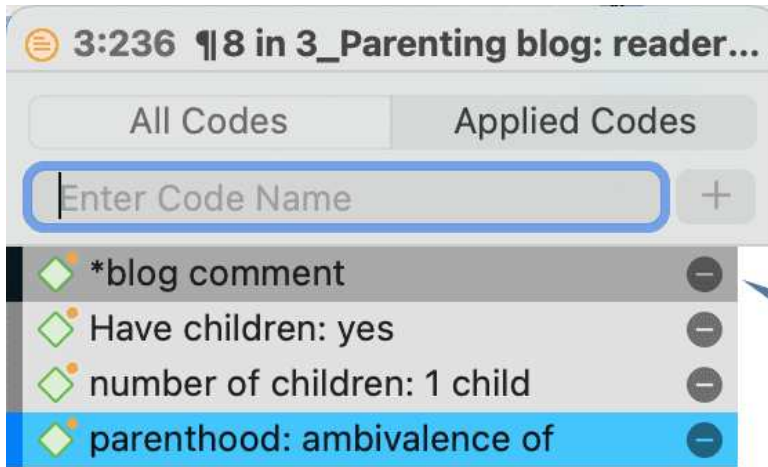 3:236 ¶8 in 3_Parenting blog: reader...
All Codes Applied Codes
Enter Code Name
*blog comment
Have children: yes
number of children: 1 child
parenthood: ambivalence of